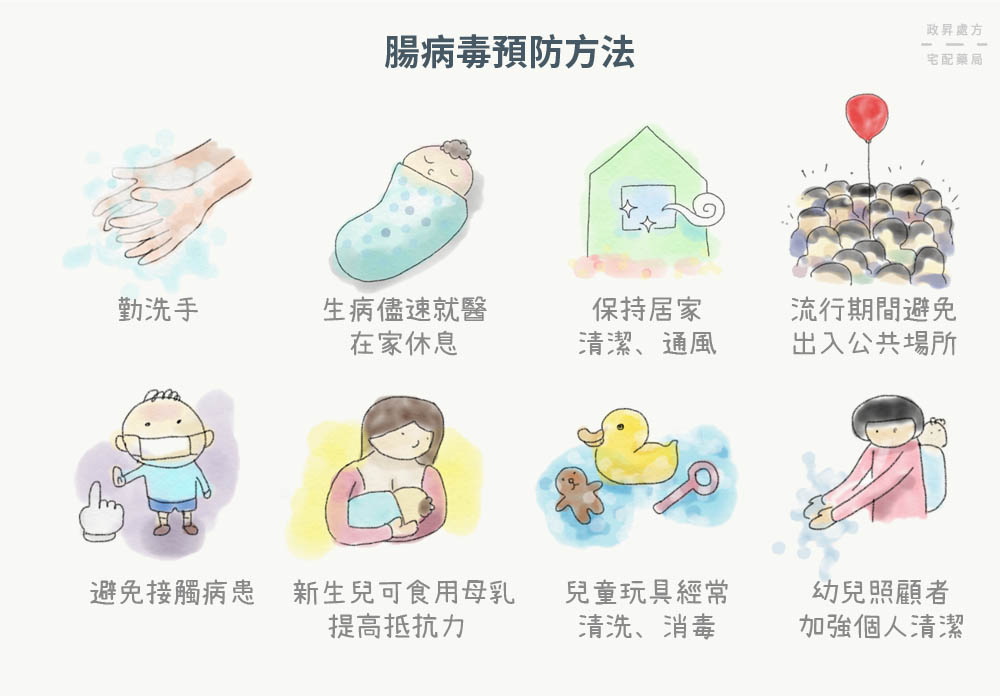 腸病毒預防方法
政昇處方
宅配藥局
勤洗手
生病儘速就醫
在家休息
保持居家
清潔、通風
流行期間避免
出入公共場所
避免接觸病患
新生兒可食用母乳
提高抵抗力
兒童玩具經常
清洗、消毒
幼兒照顧者
加強個人清潔